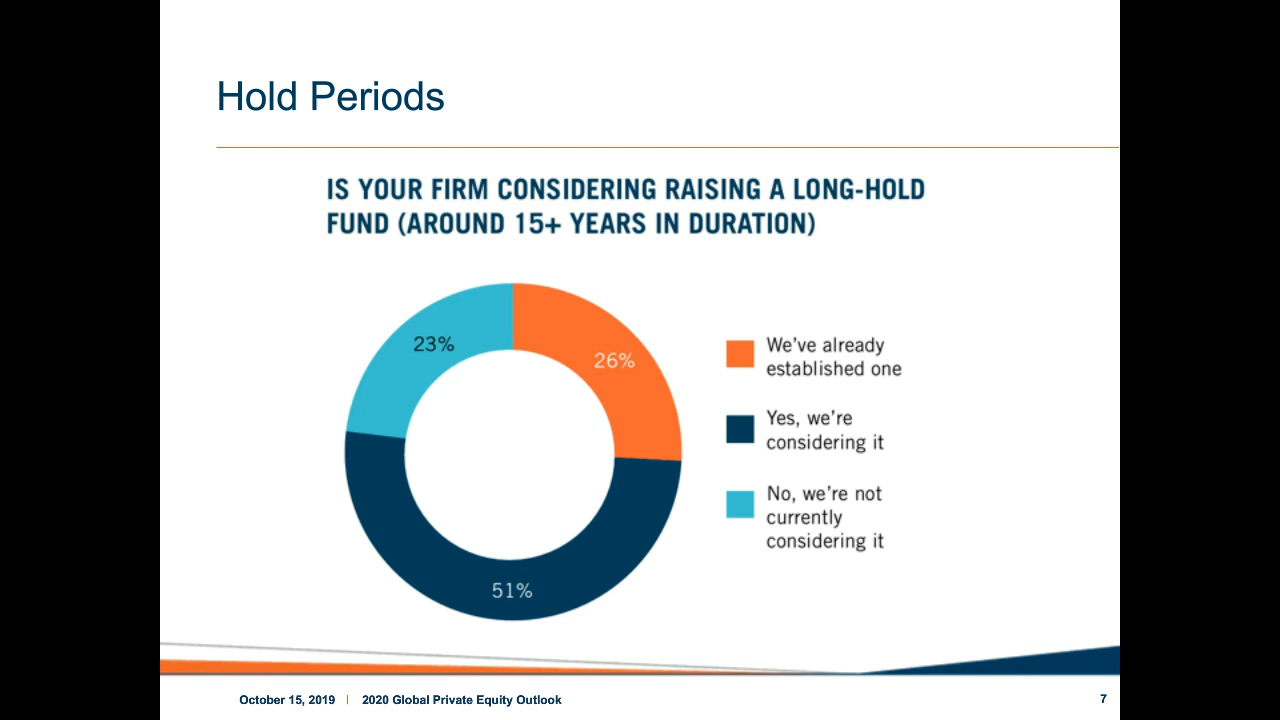 Hold Periods
IS YOUR FIRM CONSIDERING RAISING A LONG-HOLD
FUND (AROUND 15+ YEARS IN DURATION)
23%
26%
51%
We've already
established one
Yes, we're
considering it
No, we're not
currently
considering it
October 15, 2019 | 2020 Global Private Equity Outlook
7